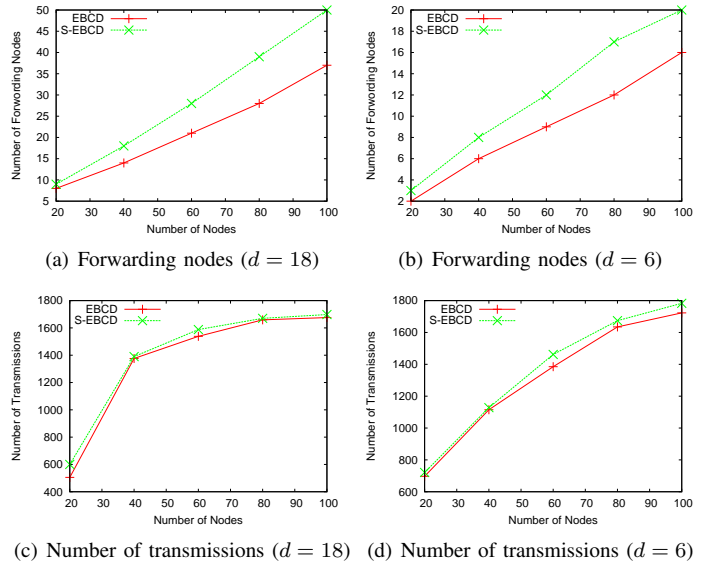 EBCD
S-EBCD
50
45
40
35
30
25
20
15
10
5
20 30 40 50 60 70 80 90 100
Number of Forwording Nodes
Number of Nodes
(a) Forwarding nodes (d = 18)
EBCD
S-EBCD
20
18
16
14
12
10
8
6
4
2
20 30 40 50 60 70 80 90 100
Number of Forwording Nodes
Number of Nodes
(b) Forwarding nodes (d = 6)
EBCD
S-EBCD
1800
1600
1400
1200
1000
800
600
400
20 30 40 50 60 70 80 90 100
Number of Transmissions
Number of Nodes
(c) Number of transmissions (d = 18)
EBCD
S-EBCD
1800
1600
1400
1200
1000
800
600
20 30 40 50 60 70 80 90 100
Number of Transmissions
Number of Nodes
(d) Number of transmissions (d = 6)